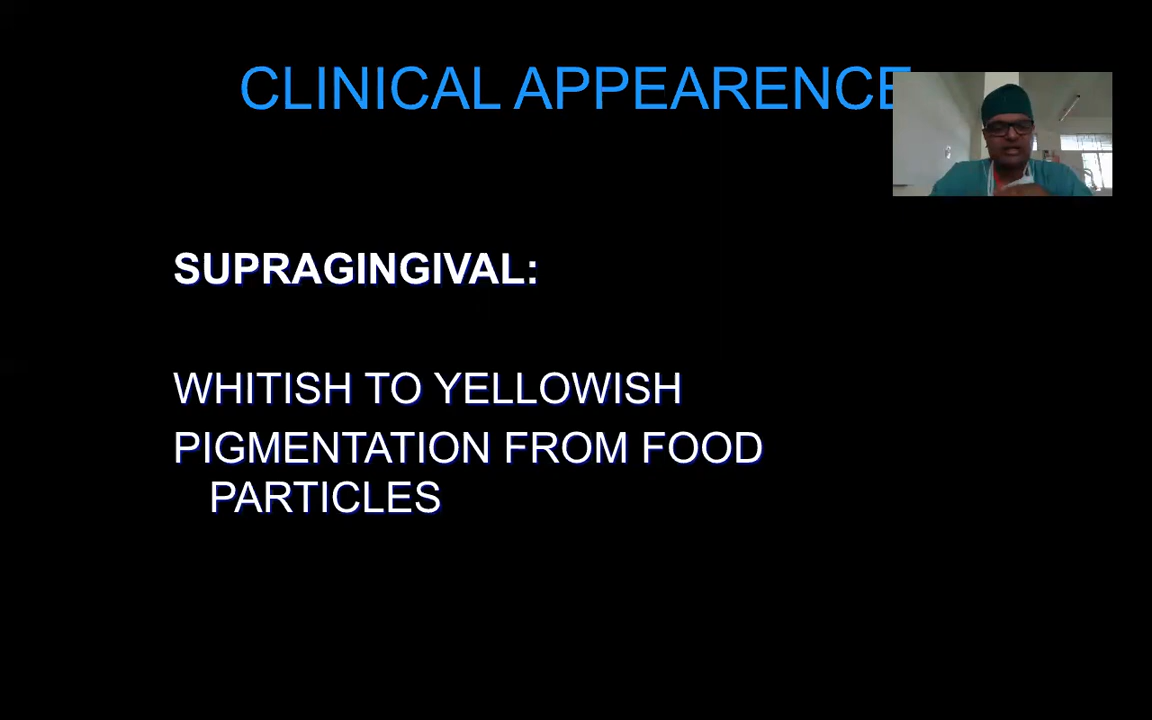 CLINICAL APPEARENCE
SUPRAGINGIVAL:
WHITISH TO YELLOWISH
PIGMENTATION FROM FOOD
PARTICLES